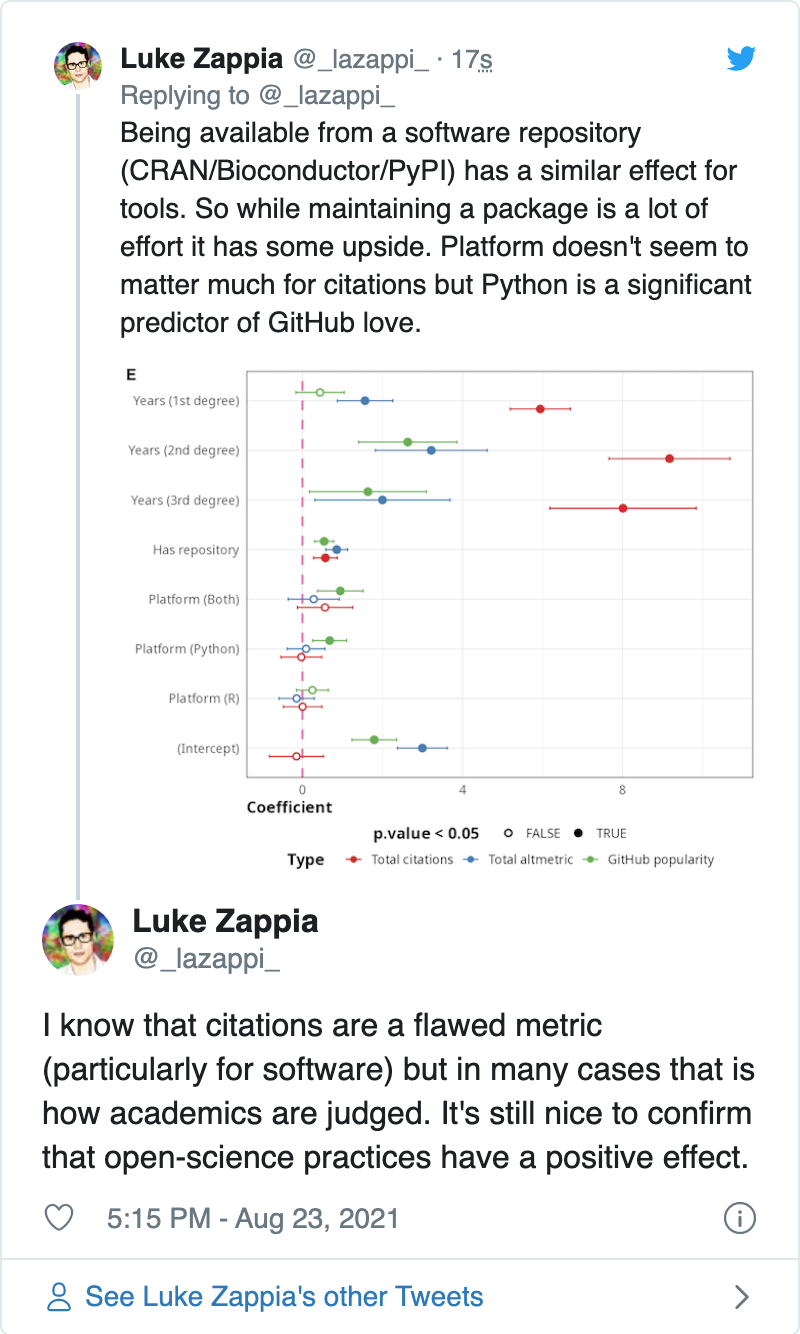 Luke Zappia @_lazappi_ · 17s
Replying to @_lazappi_
Being available from a software repository
(CRAN/Bioconductor/PyPI) has a similar effect for
tools. So while maintaining a package is a lot of
effort it has some upside. Platform doesn't seem to
matter much for citations but Python is a significant
predictor of GitHub love.
E
Years (1st degree)
Years (2nd degree)
Years (3rd degree)
Has repository
Platform (Both)
Platform (Python)
Platform (R)
(Intercept)
0 4 8
Coefficient
p.value < 0.05 FALSE TRUE
Type Total citations Total altmetric GitHub popularity
Luke Zappia
@_lazappi_
I know that citations are a flawed metric
(particularly for software) but in many cases that is
how academics are judged. It's still nice to confirm
that open-science practices have a positive effect.
5:15 PM - Aug 23, 2021
See Luke Zappia's other Tweets